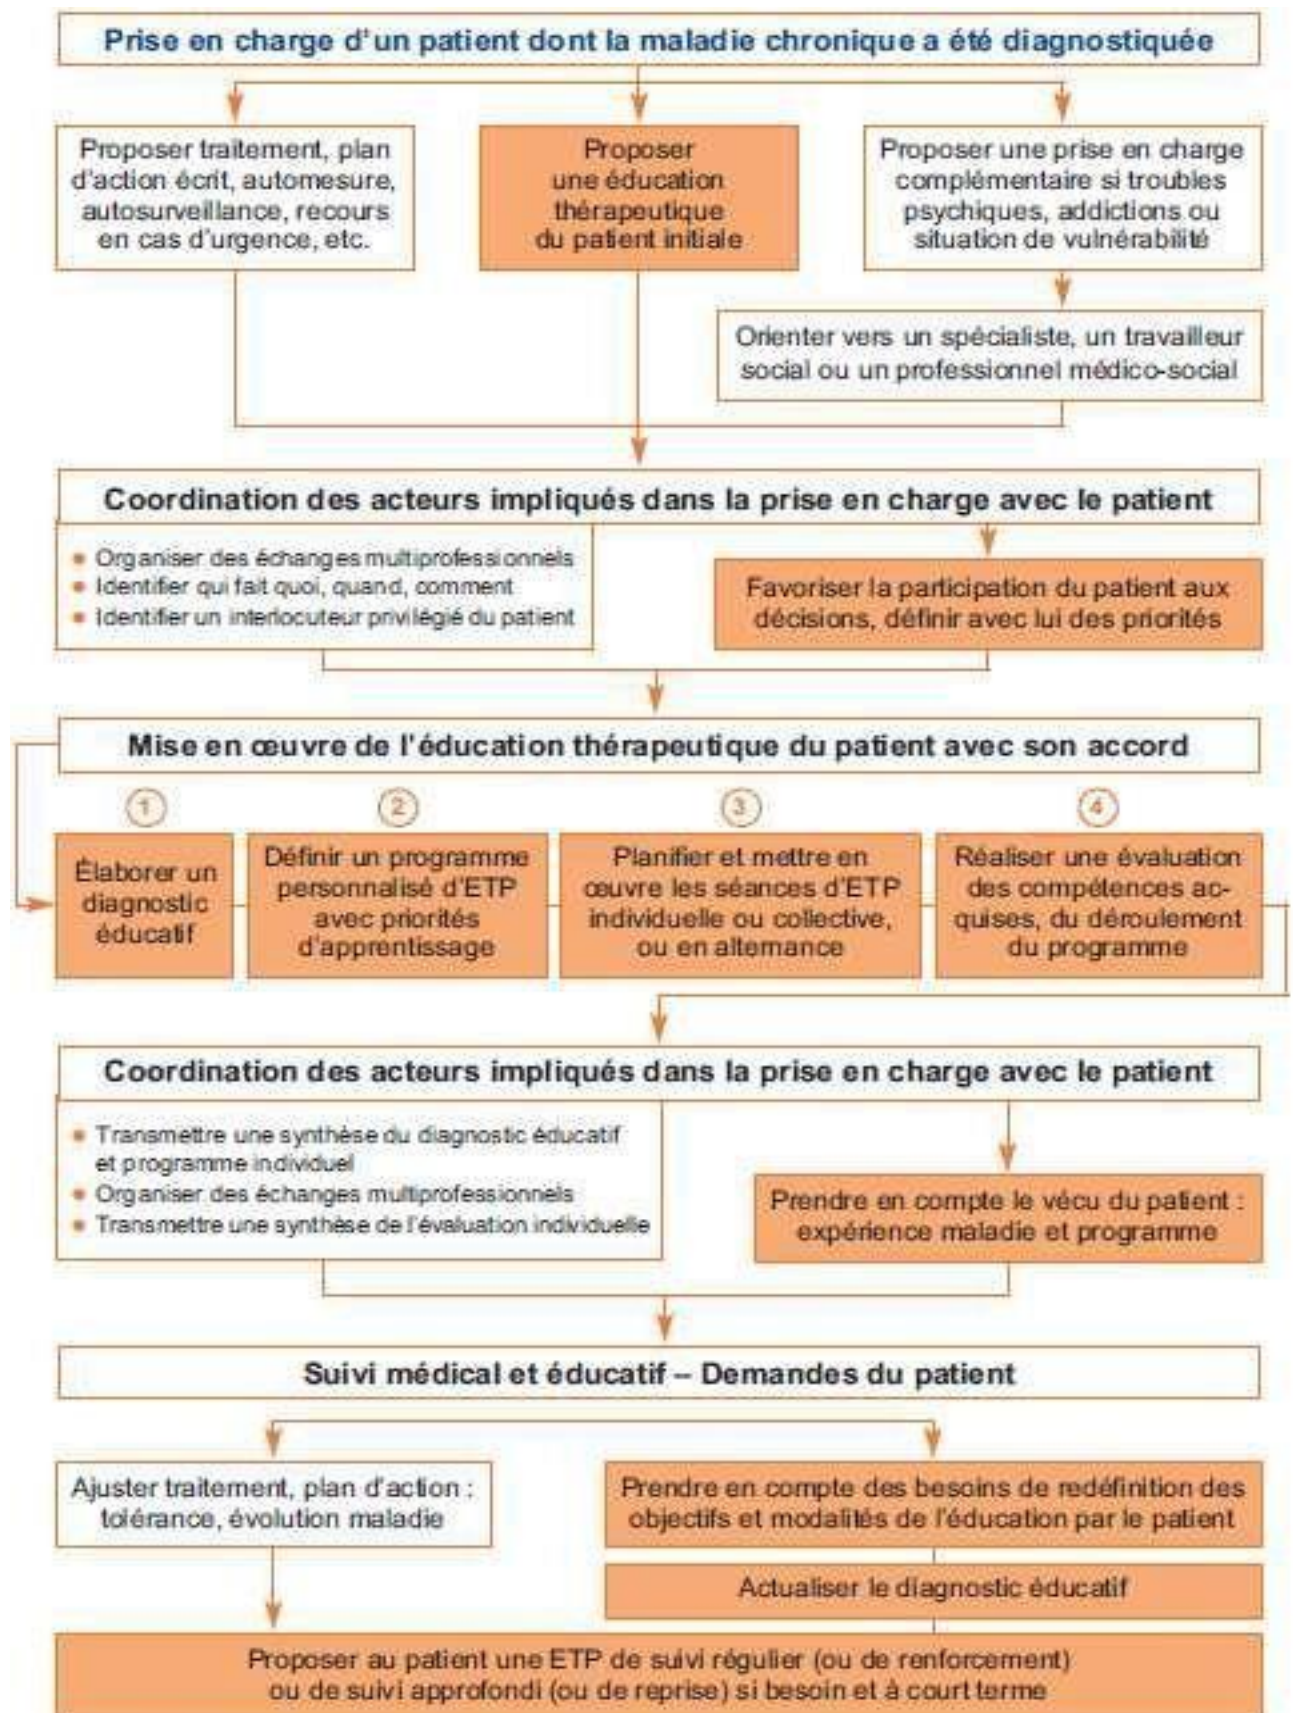 Prise en charge d'un patient dont la maladie chronique a été diagnostiquée
Proposer traitement, plan
d'action écrit, automesure,
autosurveillance, recours
en cas d'urgence, etc.
Proposer
une éducation
thérapeutique
du patient initiale
Proposer une prise en charge
complémentaire si troubles
psychiques, addictions ou
situation de vulnérabilité
Orienter vers un spécialiste, un travailleur
social ou un professionnel médico-social
Coordination des acteurs impliqués dans la prise en charge avec le patient
• Organiser des échanges multiprofessionnels
• Identifier qui fait quoi, quand, comment
• Identifier un interlocuteur privilégié du patient
Favoriser la participation du patient aux
décisions, définir avec lui des priorités
Mise en œuvre de l'éducation thérapeutique du patient avec son accord
1
Élaborer un
diagnostic
éducatif
2
Définir un programme
personnalisé d'ETP
avec priorités
d'apprentissage
3
Planifier et mettre en
œuvre les séances d'ETP
individuelle ou collective,
ou en alternance
4
Réaliser une évaluation
des compétences ac-
quises, du déroulement
du programme
Coordination des acteurs impliqués dans la prise en charge avec le patient
• Transmettre une synthèse du diagnostic éducatif
et programme individuel
• Organiser des échanges multiprofessionnels
• Transmettre une synthèse de l'évaluation individuelle
Prendre en compte le vécu du patient :
expérience maladie et programme
Suivi médical et éducatif – Demandes du patient
Ajuster traitement, plan d'action :
tolérance, évolution maladie
Prendre en compte des besoins de redéfinition des
objectifs et modalités de l'éducation par le patient
Actualiser le diagnostic éducatif
Proposer au patient une ETP de suivi régulier (ou de renforcement)
ou de suivi approfondi (ou de reprise) si besoin et à court terme